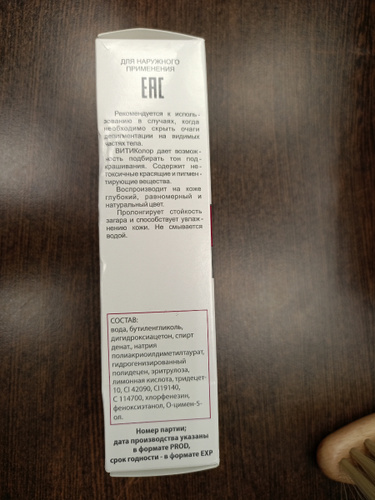 ДЛЯ НАРУЖНОГО
ПРИМЕНЕНИЯ
ЕАС
Рекомендуется к исполь-
зованию в случаях, когда
необходимо скрыть очаги
депигментации на видимых
частях тела.
ВИТИКолор дает возмож-
ность подбирать тон под-
крашивания. Содержит не-
токсичные красящие и пигмен-
тирующие вещества.
Воспроизводит на коже
глубокий, равномерный и
натуральный цвет.
Пролонгирует стойкость
загара и способствует увлаж-
нению кожи. Не смывается
водой.
СОСТАВ:
вода, бутиленгликоль,
дигидроксиацетон, спирт
денат., натрия
полиакрилоилдиметилтаурат,
гидрогенизированный
полидецен, эритрулоза,
лимонная кислота, тридецет-
10, CI 42090, CI19140,
C 114700, хлорфенезин,
феноксиэтанол, О-цимен-5-
ол.
Номер партии;
дата производства указаны
в формате PROD,
срок годности - в формате EXP